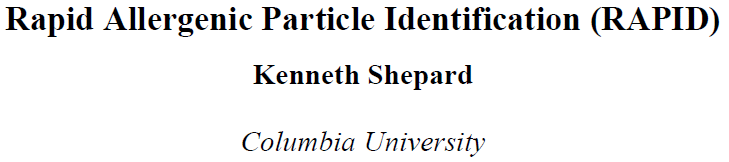 Rapid Allergenic Particle Identification (RAPID)
Kenneth Shepard
Columbia University